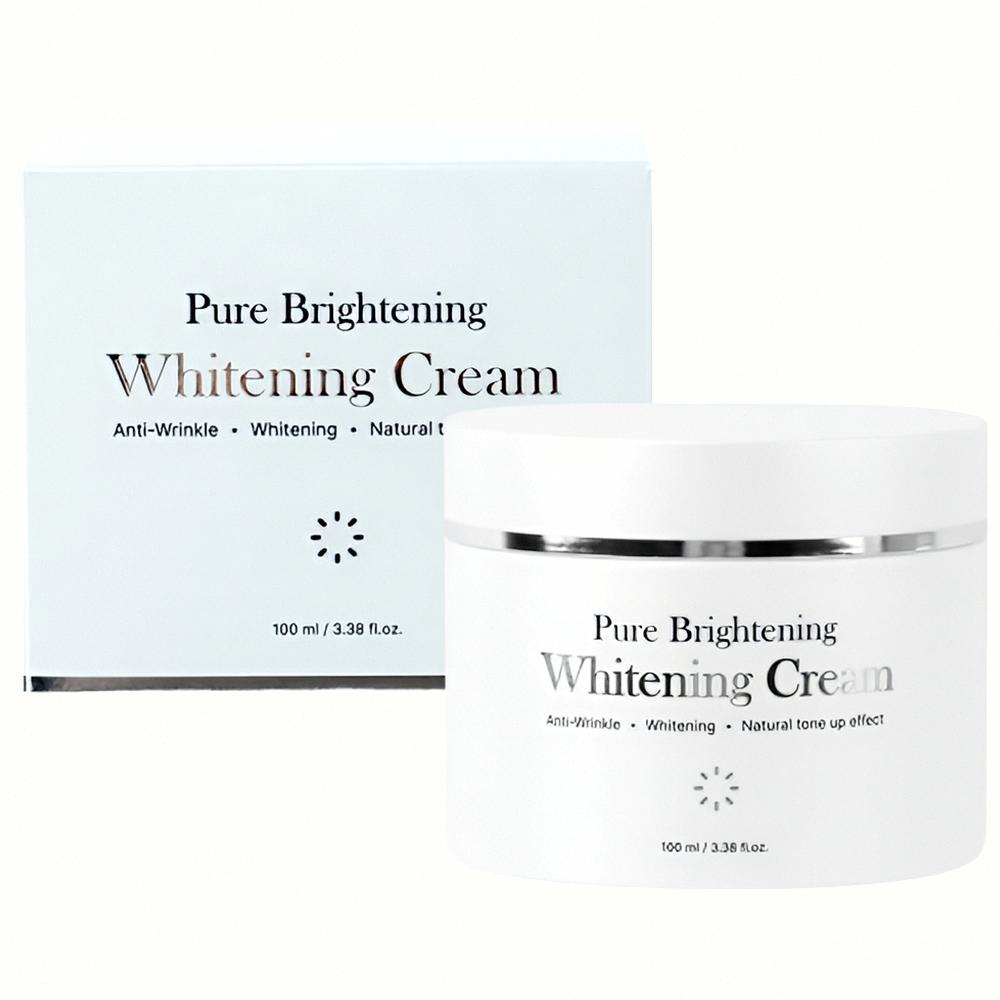 Pure Brightening
Whitening Cream
Anti-Wrinkle • Whitening • Natural
100 ml / 3.38 fl.oz.
Pure Brightening
Whitening Cream
Anti-Wrinkle • Whitening • Natural tone up effect
100 ml / 3.38 fl.oz.